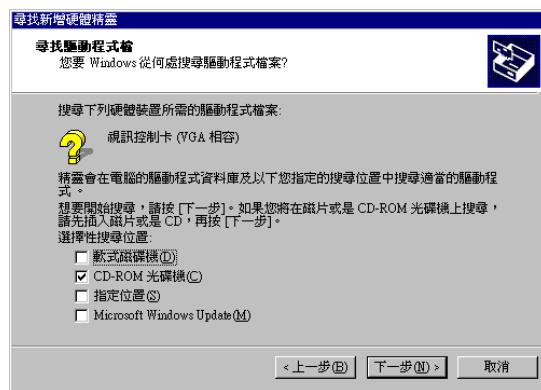 尋找新增硬體精靈
尋找驅動程式檔
您要 Windows 從何處搜尋驅動程式檔案?
搜尋下列硬體裝置所需的驅動程式檔案:
視訊控制卡 (VGA 相容)
精靈會在電腦的驅動程式資料庫及以下您指定的搜尋位置中搜尋適當的驅動程
式。
想要開始搜尋，請按 [下一步]。如果您將在磁片或是 CD-ROM 光碟機上搜尋，
請先插入磁片或是 CD，再按 [下一步]。
選擇性搜尋位置:
軟式磁碟機(D)
CD-ROM 光碟機(C)
指定位置(S)
Microsoft Windows Update(M)
<上一步(B) 下一步(N)> 取消